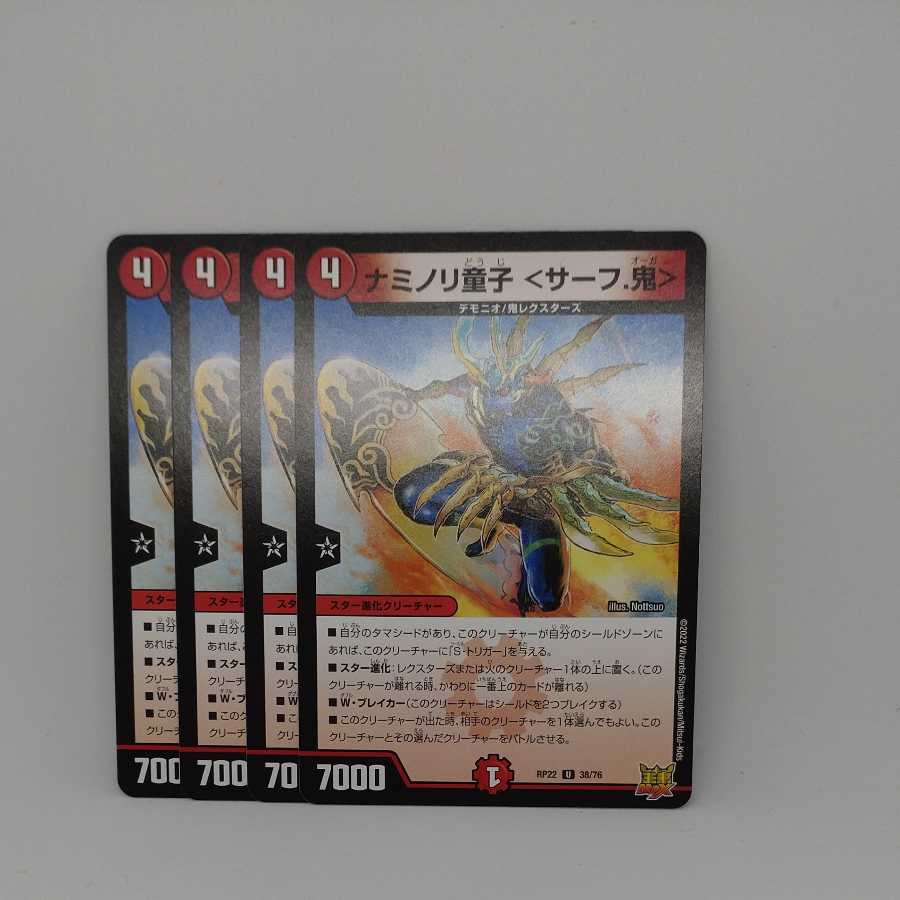 4
4
4
4
どうじ オーガ
ナミノリ童子 <サーフ.鬼>
デモニオ/鬼レクスターズ
illus. Nottsuo
スター進化クリーチャー
■自分のタマシードがあり、このクリーチャーが自分のシールドゾーンに
あれば、このクリーチャーに「S・トリガー」を与える。
■スター進化:レクスターズまたは火のクリーチャー1体の上に置く。(この
クリーチャーが離れる時、かわりに一番上のカードが離れる)
■W・ブレイカー(このクリーチャーはシールドを2つブレイクする)
■このクリーチャーが出た時、相手のクリーチャーを1体選んでもよい。この
クリーチャーとその選んだクリーチャーをバトルさせる。
©2022 Wizards/Shogakukan/Mitsui-Kids
700
700
70
7000
1
RP22 U 38/76
王来
MAX